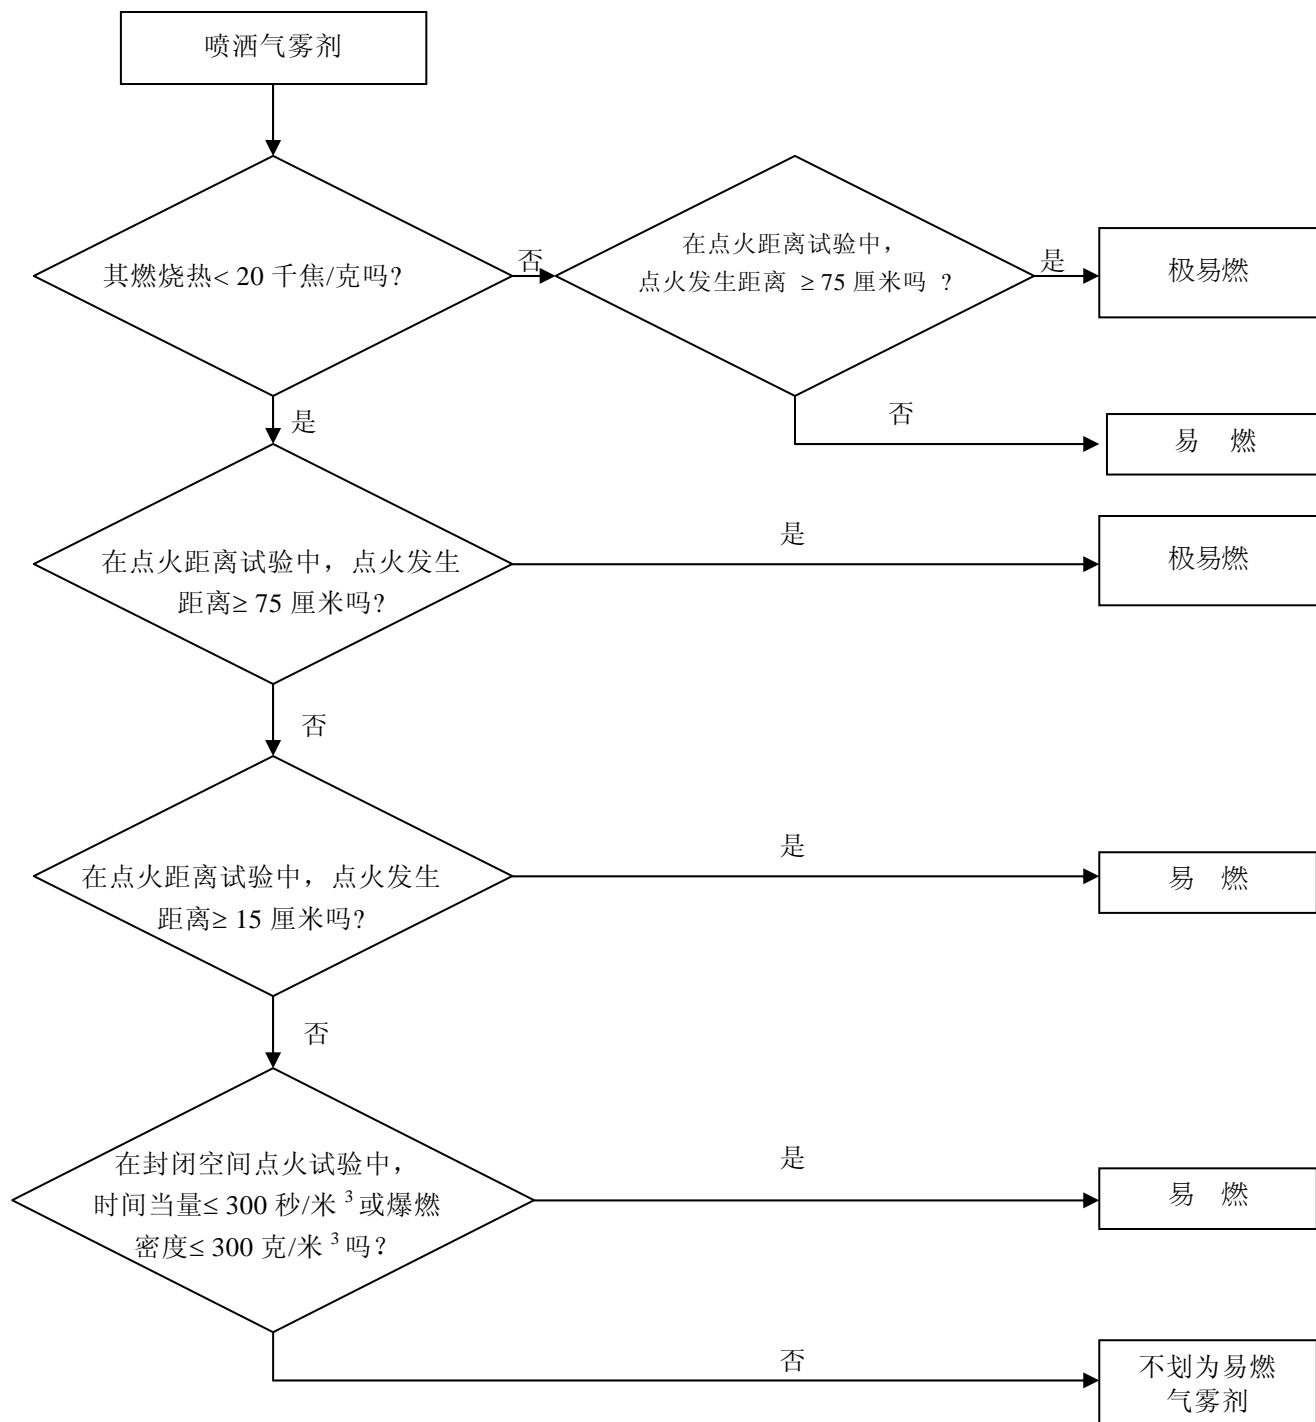 喷洒气雾剂
其燃烧热< 20 千焦/克吗?
否
在点火距离试验中，
点火发生距离 ≥ 75 厘米吗 ?
是
极易燃
是
否
易 燃
在点火距离试验中，点火发生
距离≥ 75 厘米吗?
是
极易燃
否
在点火距离试验中，点火发生
距离≥ 15 厘米吗?
是
易 燃
否
在封闭空间点火试验中，
时间当量≤ 300 秒/米 ³ 或爆燃
密度≤ 300 克/米 ³ 吗?
是
易 燃
否
不划为易燃
气雾剂